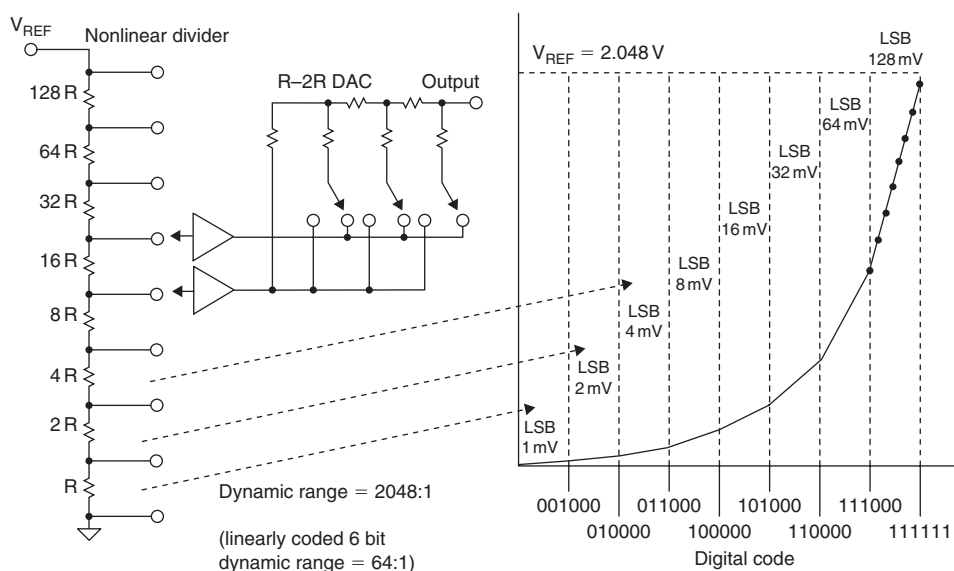 V_REF
Nonlinear divider
128 R
64 R
32 R
16 R
8 R
4 R
2 R
R
R–2R DAC
Output
Dynamic range = 2048:1
(linearly coded 6 bit
dynamic range = 64:1)
V_REF = 2.048 V
LSB
128 mV
LSB
64 mV
LSB
32 mV
LSB
16 mV
LSB
8 mV
LSB
4 mV
LSB
2 mV
LSB
1 mV
001000
011000
101000
111000
010000
100000
110000
111111
Digital code